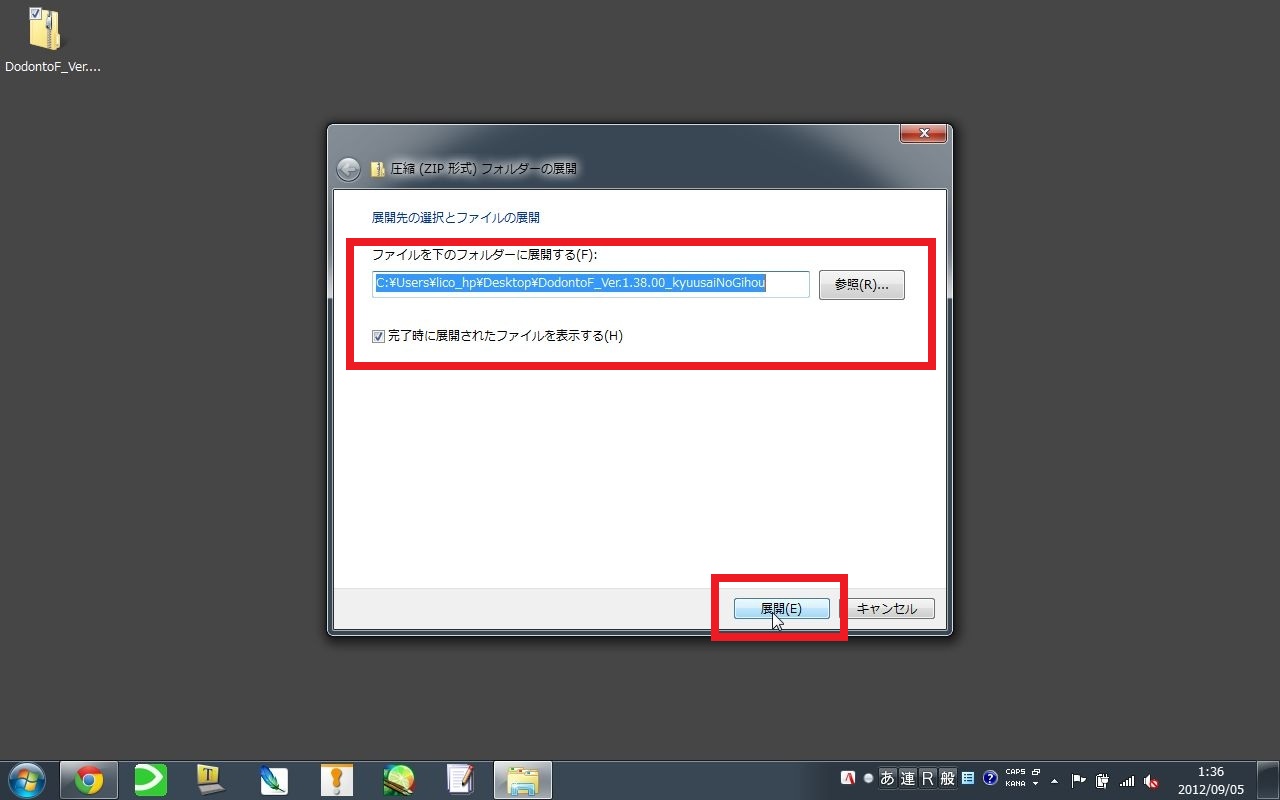 DodontoF_Ver....
圧縮 (ZIP 形式) フォルダーの展開
展開先の選択とファイルの展開
ファイルを下のフォルダーに展開する(F):
C:¥Users¥lico_hp¥Desktop¥DodontoF_Ver.1.38.00_kyuusaiNoGihou
参照(R)...
完了時に展開されたファイルを表示する(H)
展開(E)
キャンセル
あ 連 R 般
CAPS
KANA
1:36
2012/09/05